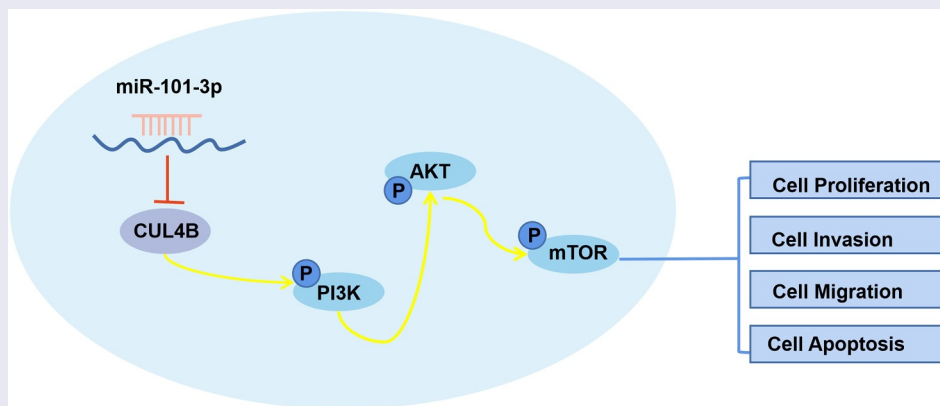 miR-101-3p
CUL4B
P
PI3K
P
AKT
P
mTOR
Cell Proliferation
Cell Invasion
Cell Migration
Cell Apoptosis